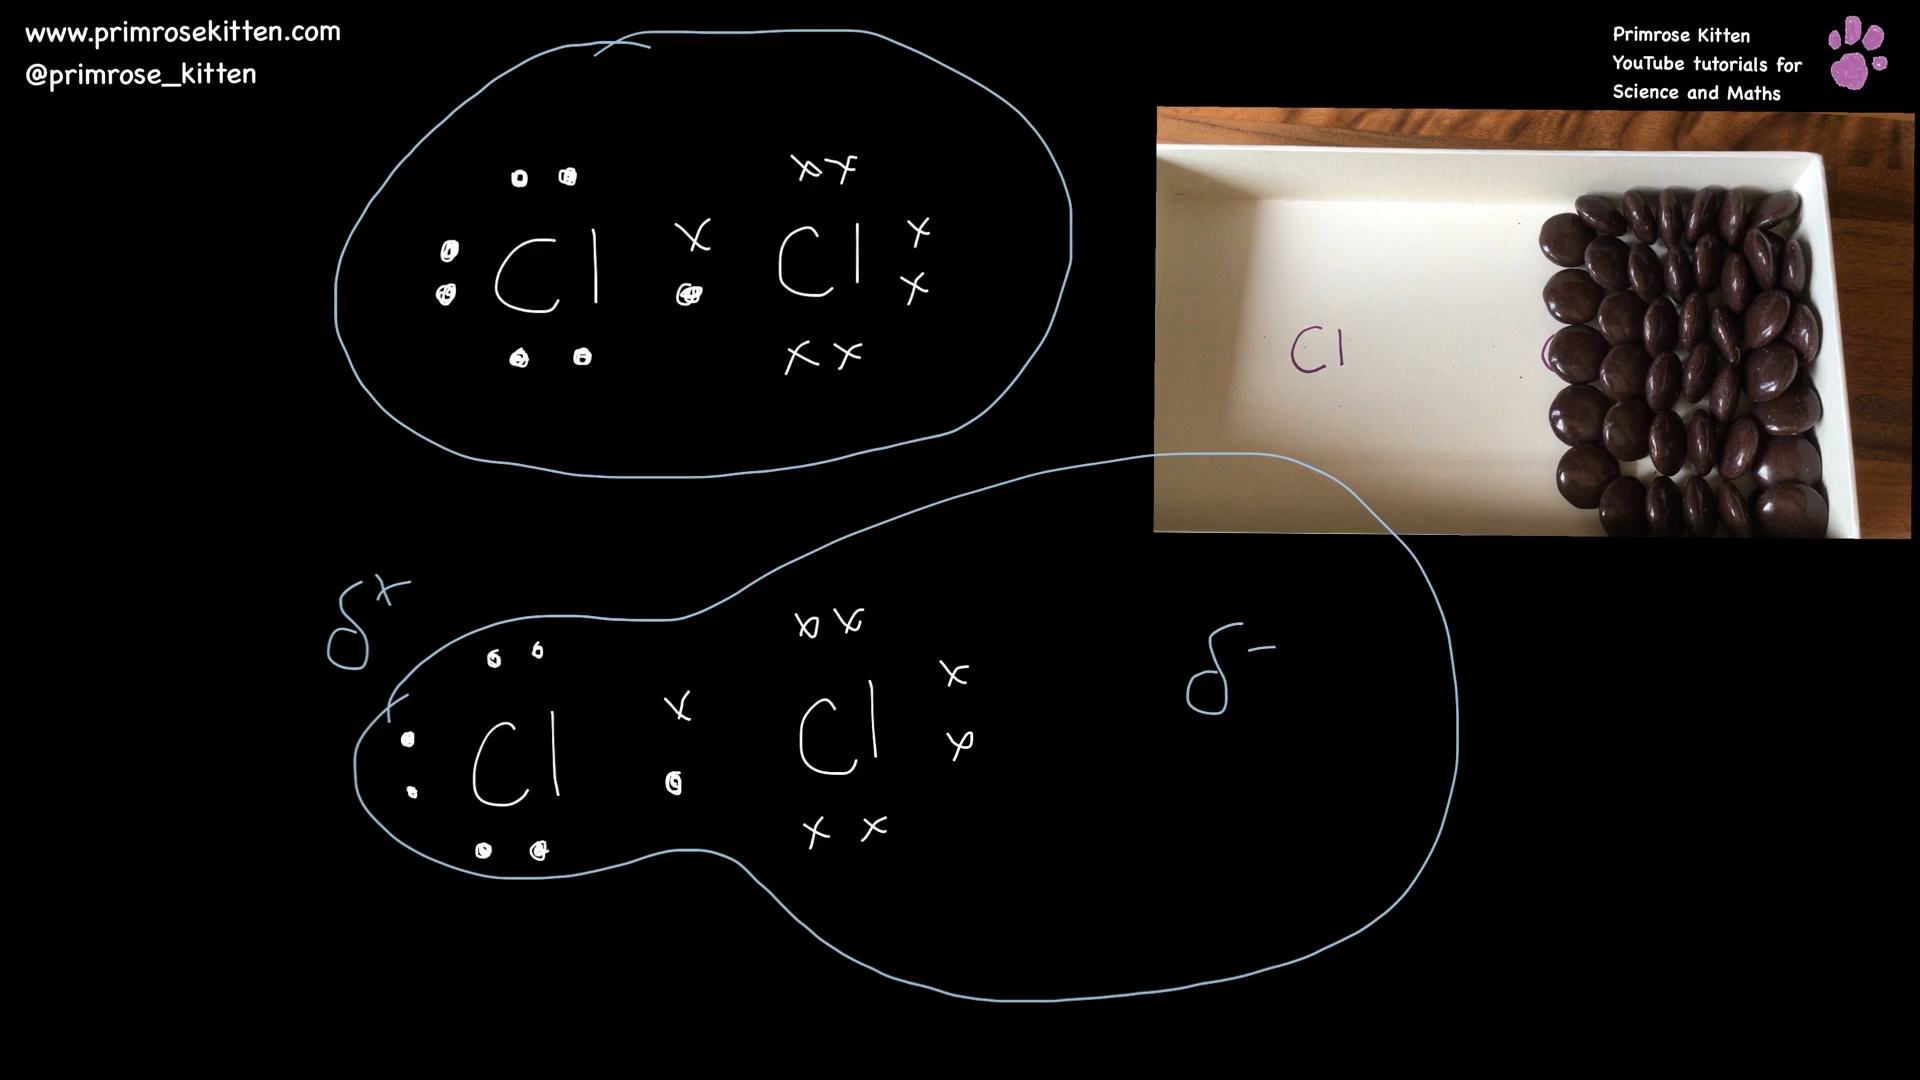 www.primrosekitten.com
@primrose_kitten
Primrose Kitten
YouTube tutorials for
Science and Maths
Cl Cl
Cl
δ+
δ-
Cl Cl